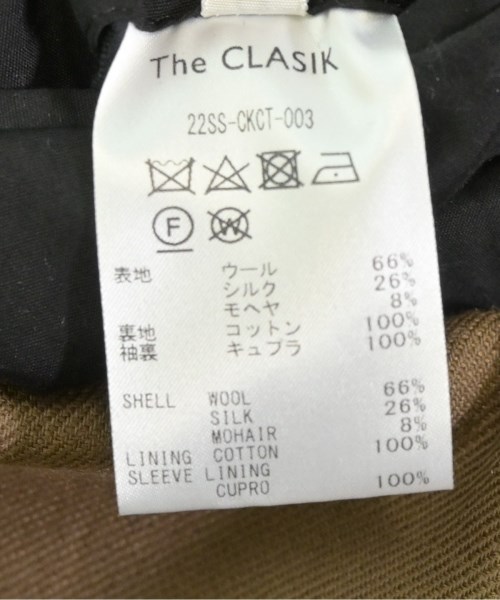 The CLASIK
22SS-CKCT-003
F W
表地 ウール 66%
シルク 26%
モヘヤ 8%
裏地 コットン 100%
袖裏 キュプラ 100%
SHELL WOOL 66%
SILK 26%
MOHAIR 8%
LINING COTTON 100%
SLEEVE LINING
CUPRO 100%